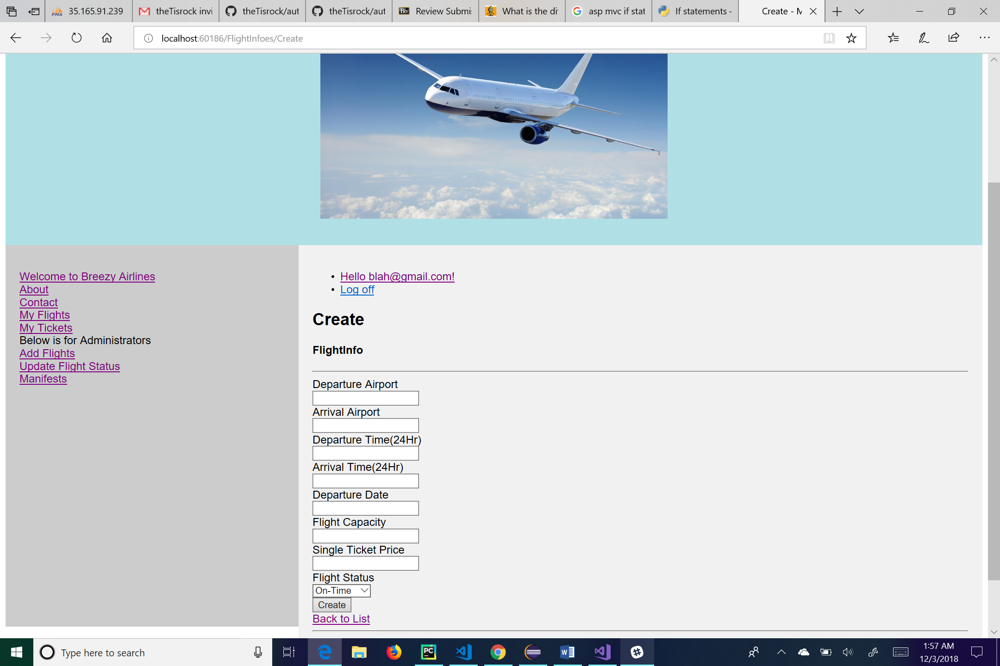 35.165.91.239
theTisrock invi
theTisrock/aut
theTisrock/aut
Bb Review Submis
What is the dif
asp mvc if stat
If statements -
Create - M
localhost:60186/FlightInfoes/Create
Welcome to Breezy Airlines
About
Contact
My Flights
My Tickets
Below is for Administrators
Add Flights
Update Flight Status
Manifests
• Hello blah@gmail.com!
• Log off
Create
FlightInfo
Departure Airport
Arrival Airport
Departure Time(24Hr)
Arrival Time(24Hr)
Departure Date
Flight Capacity
Single Ticket Price
Flight Status
On-Time
Create
Back to List
Type here to search
PC
1:57 AM
12/3/2018